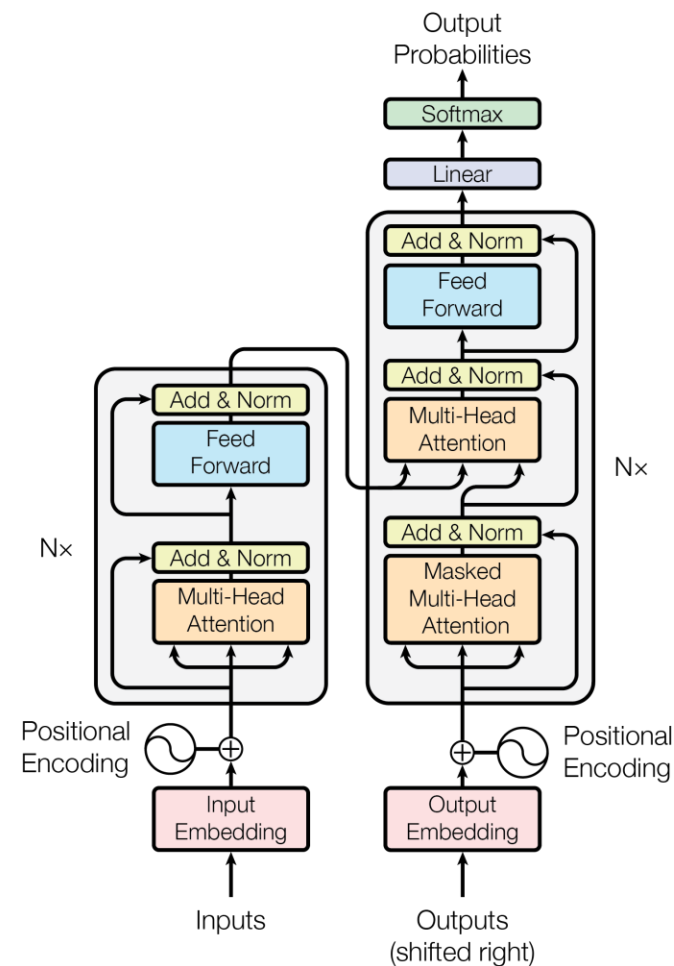 Output
Probabilities
Softmax
Linear
Add & Norm
Feed
Forward
Add & Norm
Multi-Head
Attention
Add & Norm
Masked
Multi-Head
Attention
N×
Add & Norm
Feed
Forward
Add & Norm
Multi-Head
Attention
N×
Positional
Encoding
Positional
Encoding
Input
Embedding
Output
Embedding
Inputs
Outputs
(shifted right)